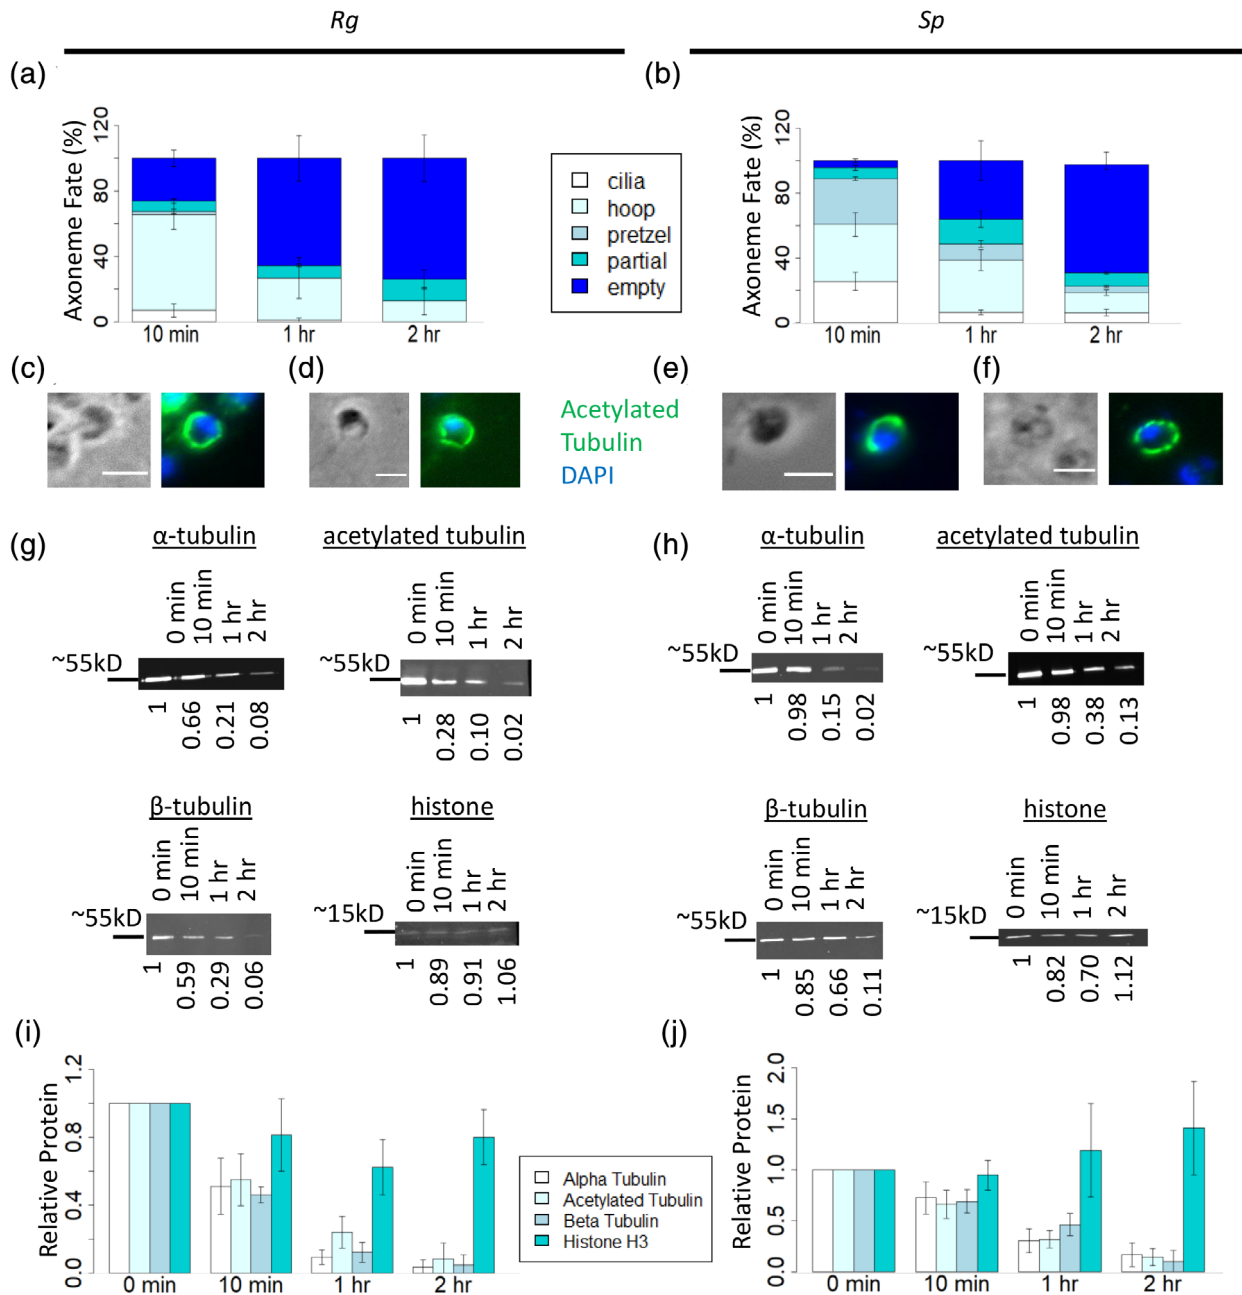 Rg
Sp
(a)
(b)
Axoneme Fate (%)
0 40 80 120
10 min 1 hr 2 hr
cilia
hoop
pretzel
partial
empty
Axoneme Fate (%)
0 40 80 120
10 min 1 hr 2 hr
(c)
(d)
(e)
(f)
Acetylated
Tubulin
DAPI
(g)
α-tubulin
0 min 10 min 1 hr 2 hr
~55kD
1 0.66 0.21 0.08
acetylated tubulin
0 min 10 min 1 hr 2 hr
~55kD
1 0.28 0.10 0.02
β-tubulin
0 min 10 min 1 hr 2 hr
~55kD
1 0.59 0.29 0.06
histone
0 min 10 min 1 hr 2 hr
~15kD
1 0.89 0.91 1.06
(h)
α-tubulin
0 min 10 min 1 hr 2 hr
~55kD
1 0.98 0.15 0.02
acetylated tubulin
0 min 10 min 1 hr 2 hr
~55kD
1 0.98 0.38 0.13
β-tubulin
0 min 10 min 1 hr 2 hr
~55kD
1 0.85 0.66 0.11
histone
0 min 10 min 1 hr 2 hr
~15kD
1 0.82 0.70 1.12
(i)
Relative Protein
0.0 0.4 0.8 1.2
0 min 10 min 1 hr 2 hr
Alpha Tubulin
Acetylated Tubulin
Beta Tubulin
Histone H3
(j)
Relative Protein
0.0 0.5 1.0 1.5 2.0
0 min 10 min 1 hr 2 hr